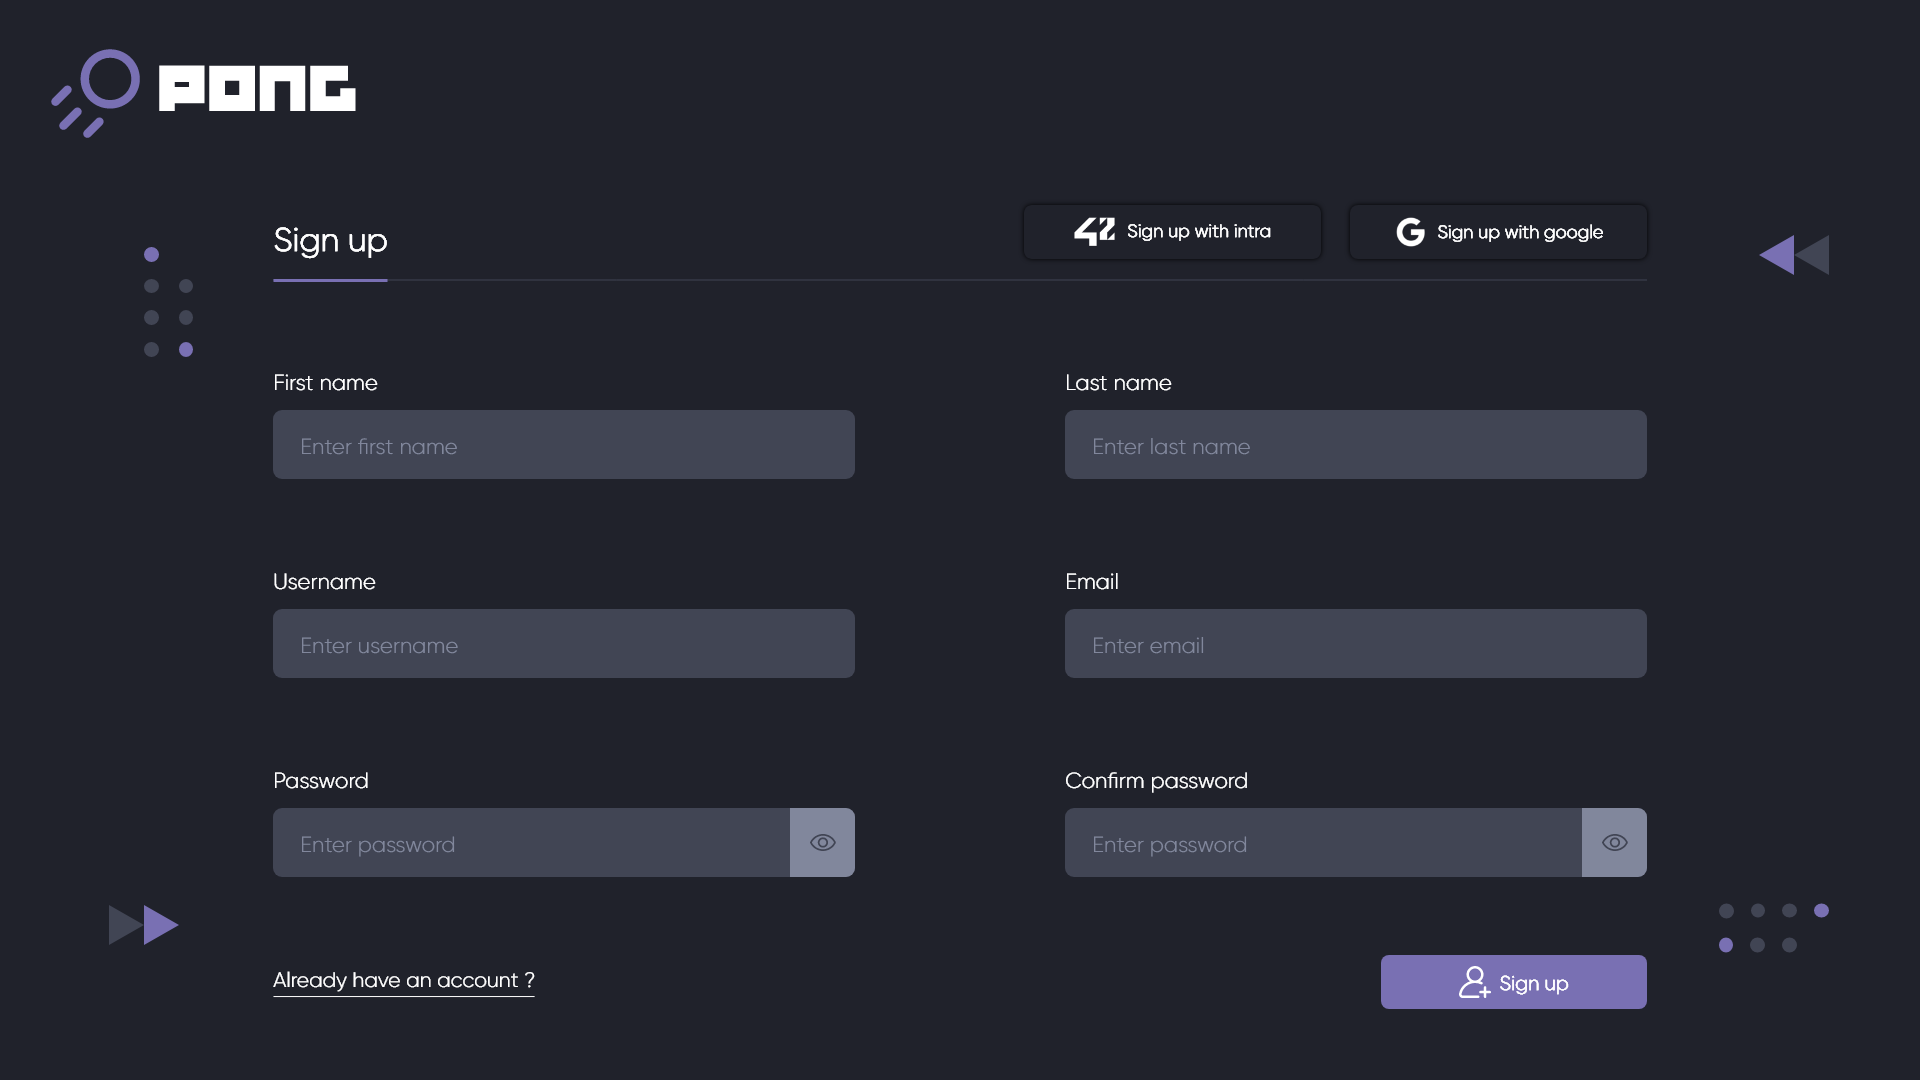 PONG
Sign up
42 Sign up with intra
G Sign up with google
First name
Last name
Enter first name
Enter last name
Username
Email
Enter username
Enter email
Password
Confirm password
Enter password
Enter password
Already have an account ?
Sign up